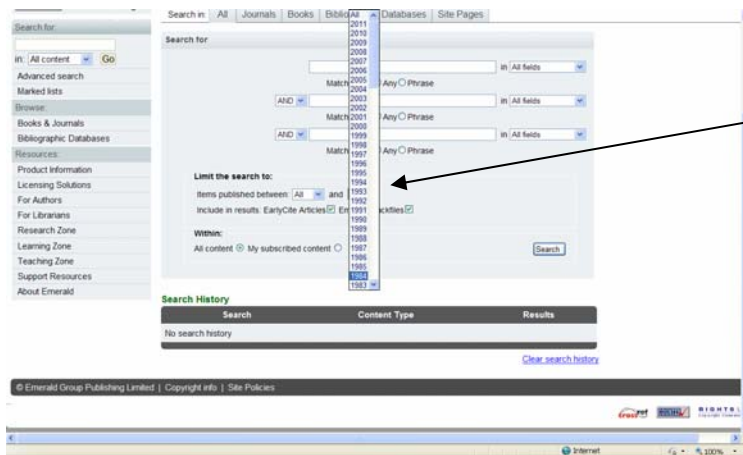 Search for:
in: All content Go
Advanced search
Marked lists
Browse:
Books & Journals
Bibliographic Databases
Resources:
Product Information
Licensing Solutions
For Authors
For Librarians
Research Zone
Learning Zone
Teaching Zone
Support Resources
About Emerald
Search in: All Journals Books Biblio Databases Site Pages
Search for
in All fields
Match Any Phrase
AND in All fields
Match Any Phrase
AND in All fields
Match Any Phrase
Limit the search to:
Items published between: All and
Include in results: EarlyCite Articles Em ckfiles
Within:
All content My subscribed content
Search
All
2011
2010
2009
2008
2007
2006
2005
2004
2003
2002
2001
2000
1999
1998
1997
1996
1995
1994
1993
1992
1991
1990
1989
1988
1987
1986
1985
1984
1983
Search History
Search Content Type Results
No search history
Clear search history
© Emerald Group Publishing Limited | Copyright info | Site Policies
Internet
100%